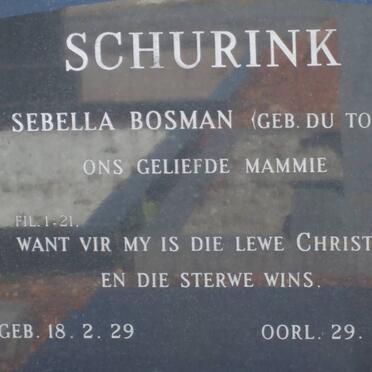 SCHURINK
SEBELLA BOSMAN (GEB. DU TO
ONS GELIEFDE MAMMIE
FIL. 1-21.
WANT VIR MY IS DIE LEWE CHRIST
EN DIE STERWE WINS.
GEB. 18. 2. 29 OORL. 29.